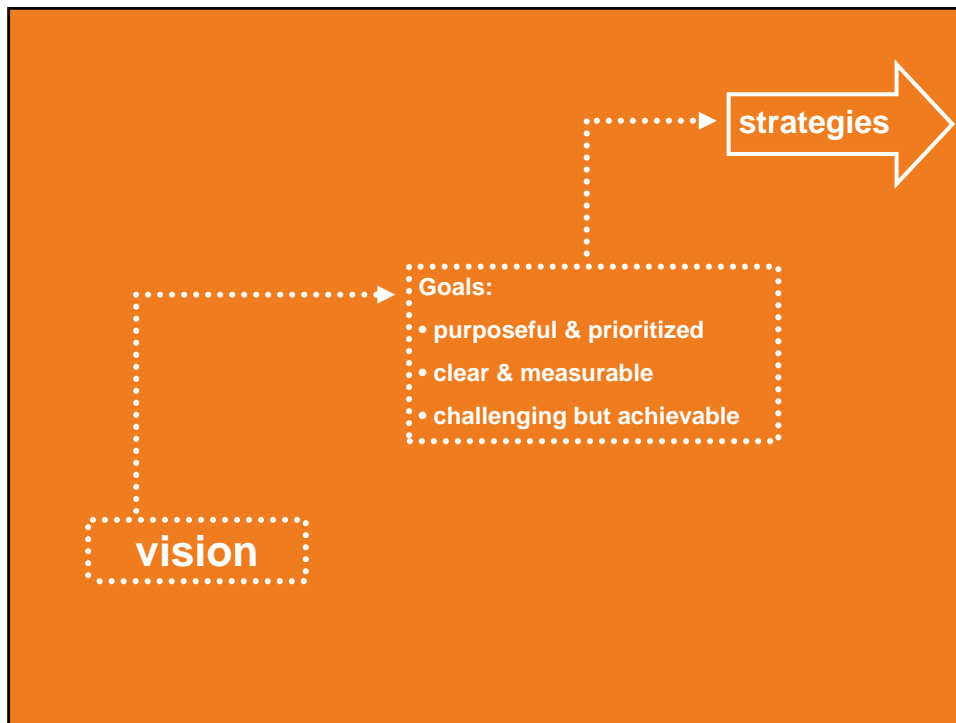 strategies
Goals:
• purposeful & prioritized
• clear & measurable
• challenging but achievable
vision